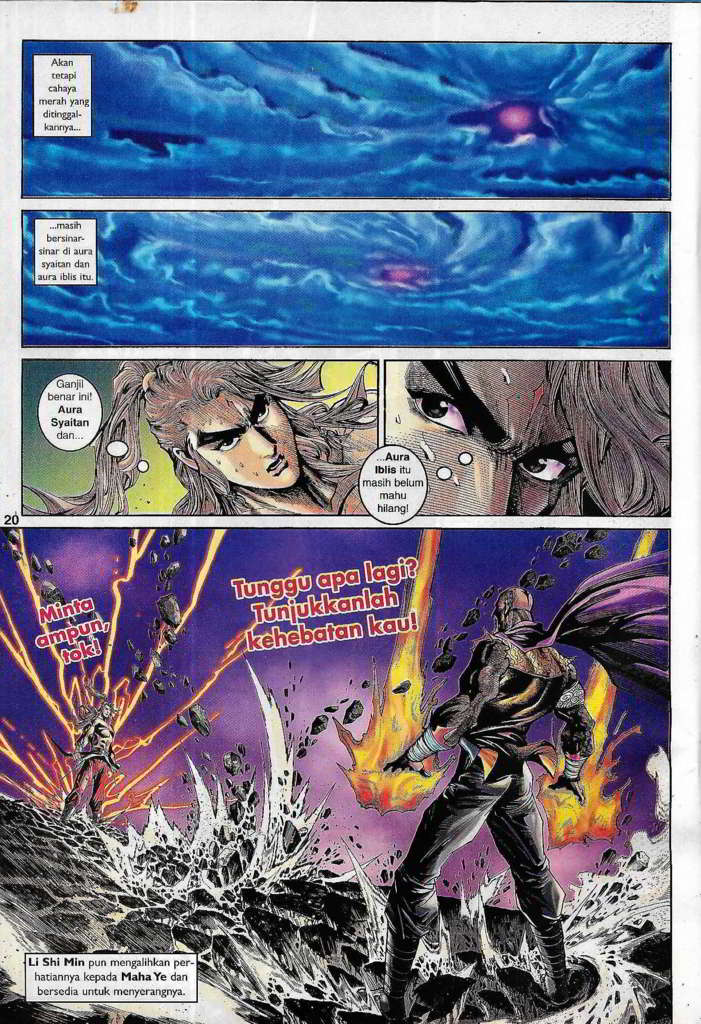 Akan
tetapi
cahaya
merah yang
ditinggal-
kannya...
...masih
bersinar-
sinar di aura
syaitan dan
aura iblis itu.
Ganjil
benar ini!
Aura
Syaitan
dan...
...Aura
Iblis itu
masih belum
mahu
hilang!
20
Minta
ampun,
tok!
Tunggu apa lagi?
Tunjukkanlah
kehebatan kau!
Li Shi Min pun mengalihkan per-
hatiannya kepada Maha Ye dan
bersedia untuk menyerangnya.